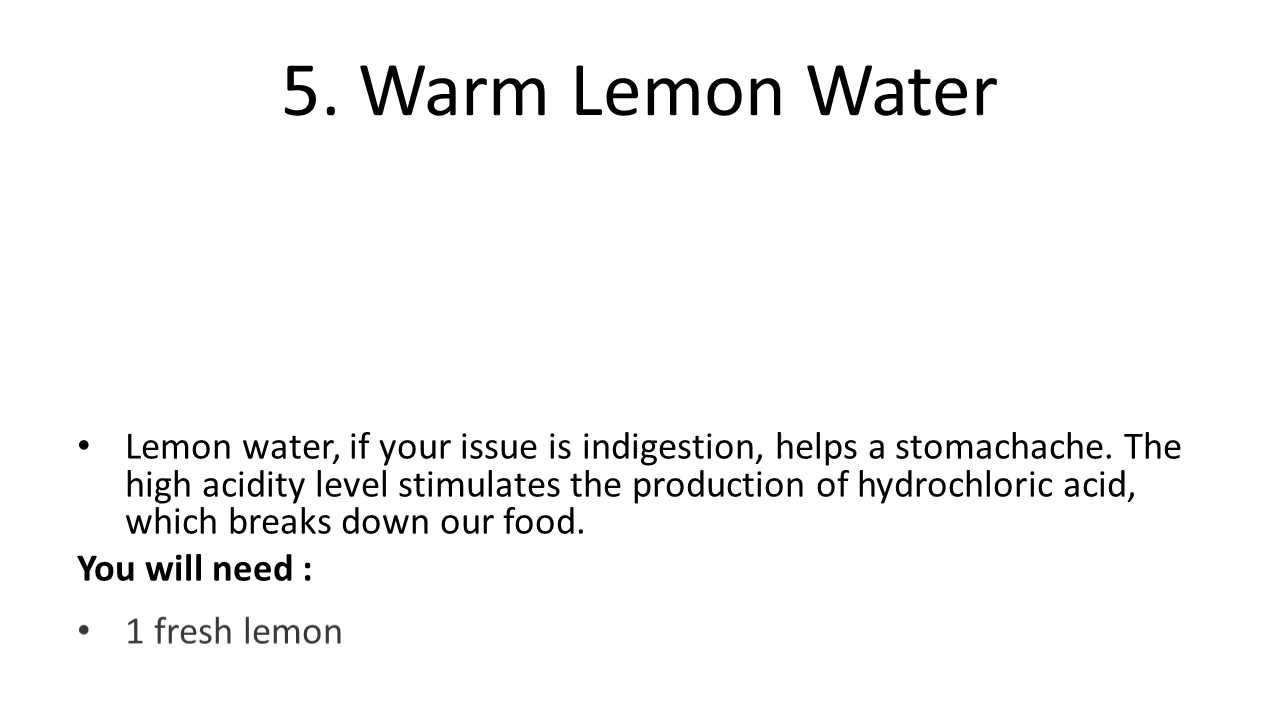 5. Warm Lemon Water
• Lemon water, if your issue is indigestion, helps a stomachache. The
high acidity level stimulates the production of hydrochloric acid,
which breaks down our food.
You will need :
• 1 fresh lemon